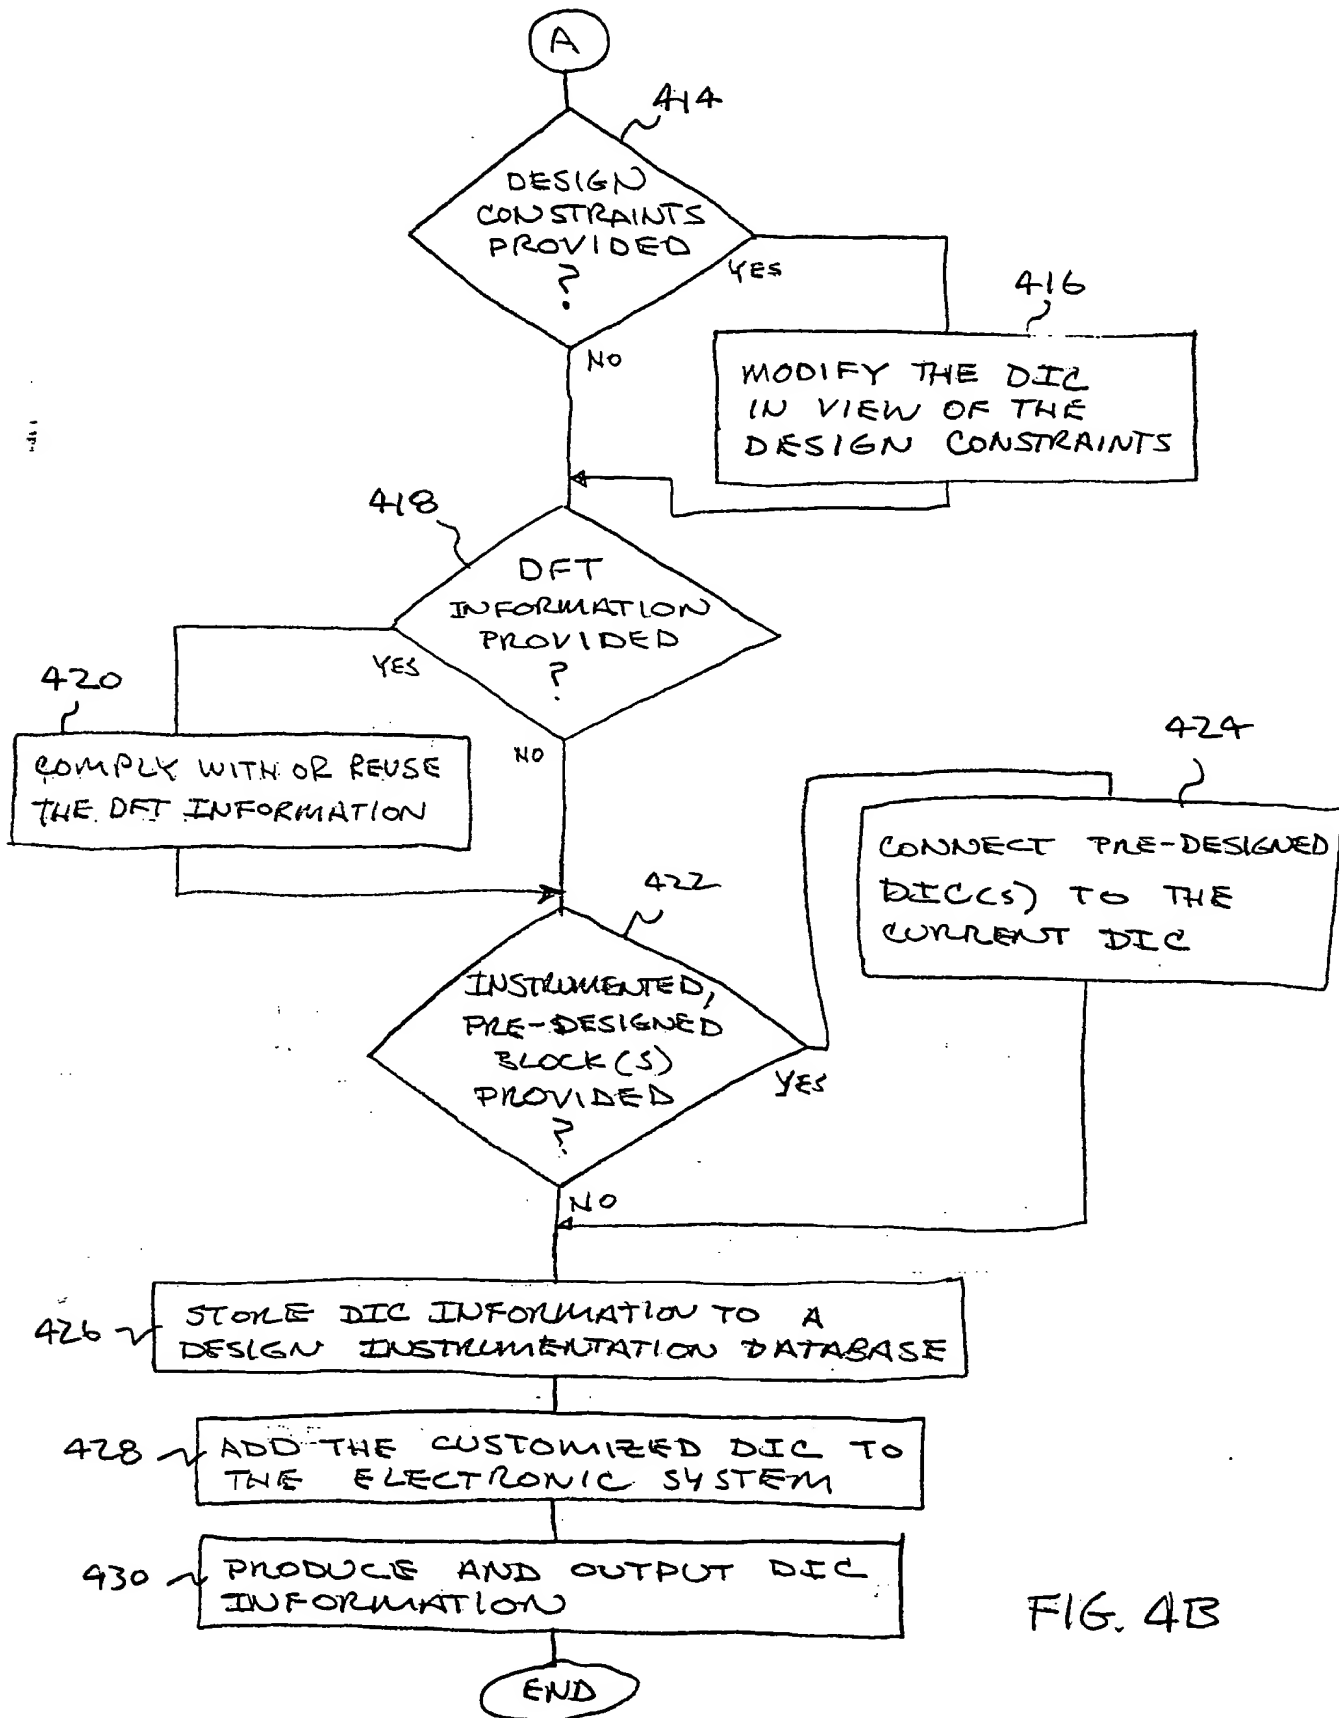 A
414
DESIGN
CONSTRAINTS
PROVIDED
?
YES
NO
416
MODIFY THE DIC
IN VIEW OF THE
DESIGN CONSTRAINTS
418
DFT
INFORMATION
PROVIDED
?
YES
NO
420
COMPLY WITH OR REUSE
THE DFT INFORMATION
422
INSTRUMENTED,
PRE-DESIGNED
BLOCK(S)
PROVIDED
?
YES
NO
424
CONNECT PRE-DESIGNED
DIC(S) TO THE
CURRENT DIC
426
STORE DIC INFORMATION TO A
DESIGN INSTRUMENTATION DATABASE
428
ADD THE CUSTOMIZED DIC TO
THE ELECTRONIC SYSTEM
430
PRODUCE AND OUTPUT DIC
INFORMATION
END
FIG. 4B